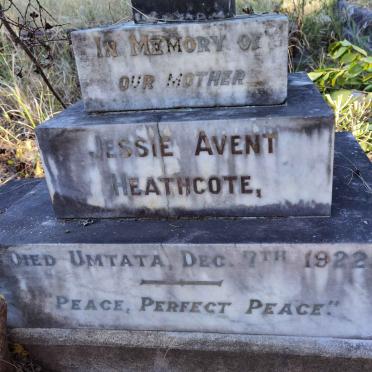 IN MEMORY OF
OUR MOTHER
JESSIE AVENT
HEATHCOTE,
DIED UMTATA, DEC. 7TH 1922.
PEACE, PERFECT PEACE."